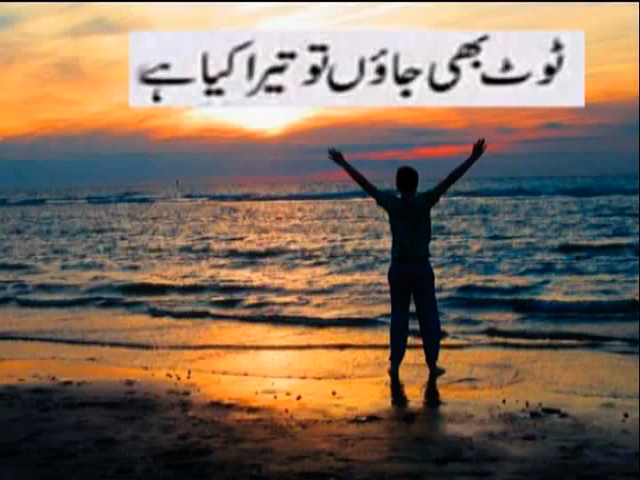 ٹوٹ بھی جاؤں تو تیرا کیا ہے